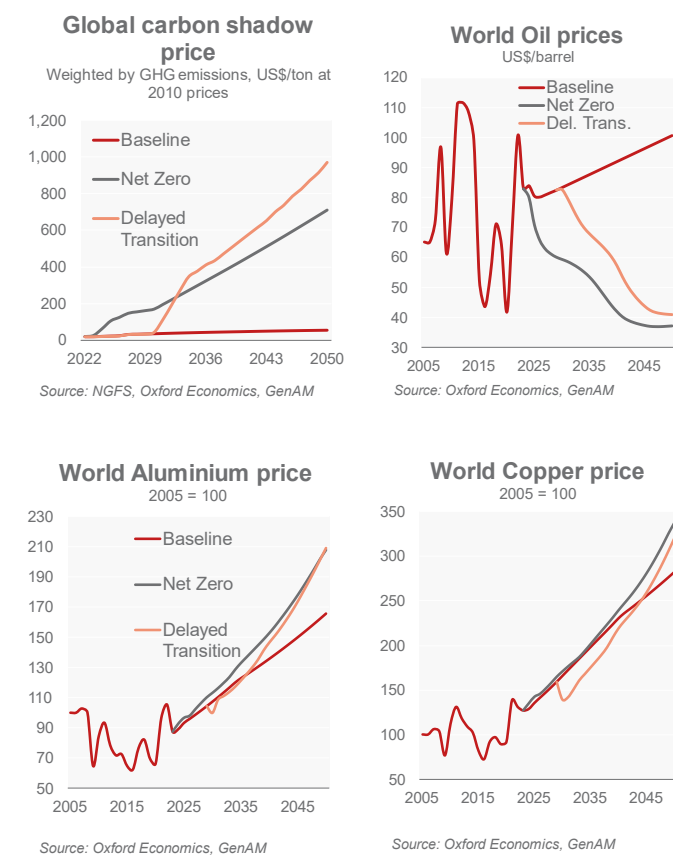 Global carbon shadow
price
Weighted by GHG emissions, US$/ton at
2010 prices
1,200
1,000
800
600
400
200
0
Baseline
Net Zero
Delayed
Transition
2022 2029 2036 2043 2050
Source: NGFS, Oxford Economics, GenAM
World Oil prices
US$/barrel
120
110
100
90
80
70
60
50
40
30
Baseline
Net Zero
Del. Trans.
2005 2015 2025 2035 2045
Source: Oxford Economics, GenAM
World Aluminium price
2005 = 100
230
210
190
170
150
130
110
90
70
50
Baseline
Net Zero
Delayed
Transition
2005 2015 2025 2035 2045
Source: Oxford Economics, GenAM
World Copper price
2005 = 100
350
300
250
200
150
100
50
2005 2015 2025 2035 2045
Source: Oxford Economics, GenAM